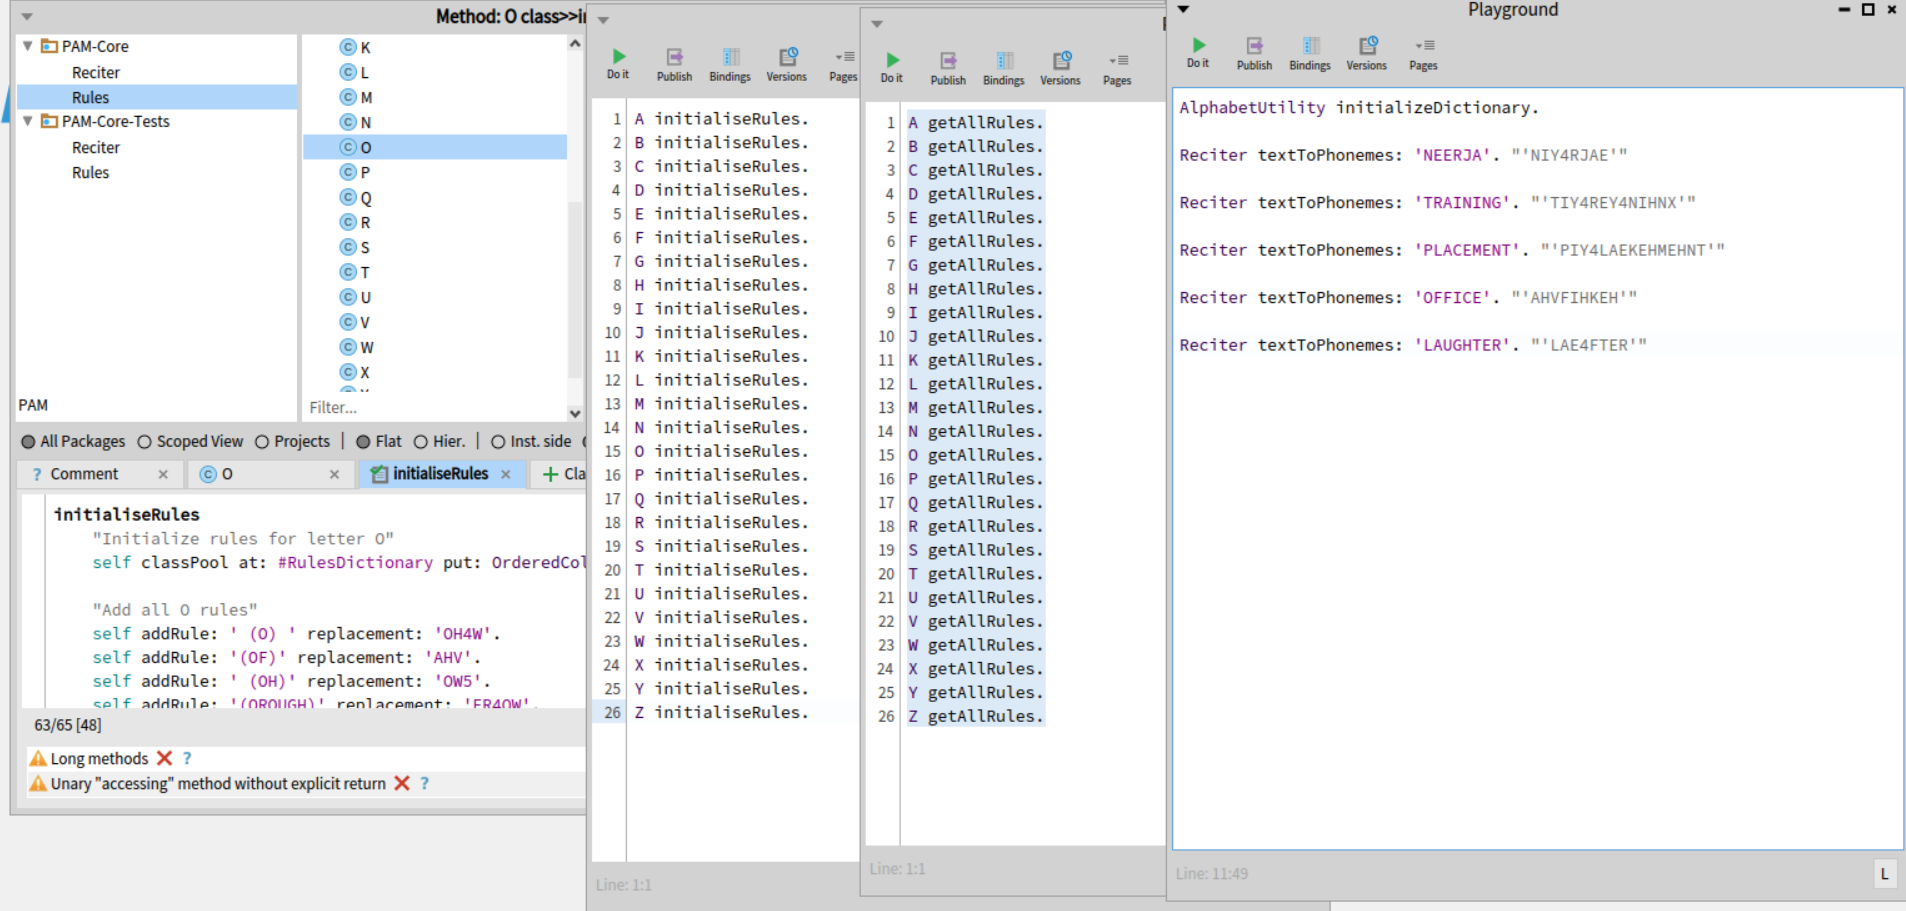 Method: O class>>i
PAM-Core
Reciter
Rules
PAM-Core-Tests
Reciter
Rules
PAM
K
L
M
N
O
P
Q
R
S
T
U
V
W
X
Filter...
All Packages Scoped View Projects | Flat Hier. | Inst. side
? Comment × O × initialiseRules × + Cla
initialiseRules
"Initialize rules for letter O"
self classPool at: #RulesDictionary put: OrderedCol
"Add all O rules"
self addRule: ' (O) ' replacement: 'OH4W'.
self addRule: '(OF)' replacement: 'AHV'.
self addRule: ' (OH)' replacement: 'OW5'.
self addRule: '(OROUGH)' replacement: 'ER4OW'.
63/65 [48]
Long methods ?
Unary "accessing" method without explicit return ?
Do it Publish Bindings Versions Pages
1 A initialiseRules.
2 B initialiseRules.
3 C initialiseRules.
4 D initialiseRules.
5 E initialiseRules.
6 F initialiseRules.
7 G initialiseRules.
8 H initialiseRules.
9 I initialiseRules.
10 J initialiseRules.
11 K initialiseRules.
12 L initialiseRules.
13 M initialiseRules.
14 N initialiseRules.
15 O initialiseRules.
16 P initialiseRules.
17 Q initialiseRules.
18 R initialiseRules.
19 S initialiseRules.
20 T initialiseRules.
21 U initialiseRules.
22 V initialiseRules.
23 W initialiseRules.
24 X initialiseRules.
25 Y initialiseRules.
26 Z initialiseRules.
Line: 1:1
Do it Publish Bindings Versions Pages
1 A getAllRules.
2 B getAllRules.
3 C getAllRules.
4 D getAllRules.
5 E getAllRules.
6 F getAllRules.
7 G getAllRules.
8 H getAllRules.
9 I getAllRules.
10 J getAllRules.
11 K getAllRules.
12 L getAllRules.
13 M getAllRules.
14 N getAllRules.
15 O getAllRules.
16 P getAllRules.
17 Q getAllRules.
18 R getAllRules.
19 S getAllRules.
20 T getAllRules.
21 U getAllRules.
22 V getAllRules.
23 W getAllRules.
24 X getAllRules.
25 Y getAllRules.
26 Z getAllRules.
Line: 1:1
Playground
Do it Publish Bindings Versions Pages
AlphabetUtility initializeDictionary.
Reciter textToPhonemes: 'NEERJA'. "'NIY4RJAE'"
Reciter textToPhonemes: 'TRAINING'. "'TIY4REY4NIHNX'"
Reciter textToPhonemes: 'PLACEMENT'. "'PIY4LAEKEHMEHNT'"
Reciter textToPhonemes: 'OFFICE'. "'AHVFIHKEH'"
Reciter textToPhonemes: 'LAUGHTER'. "'LAE4FTER'"
Line: 11:49
L